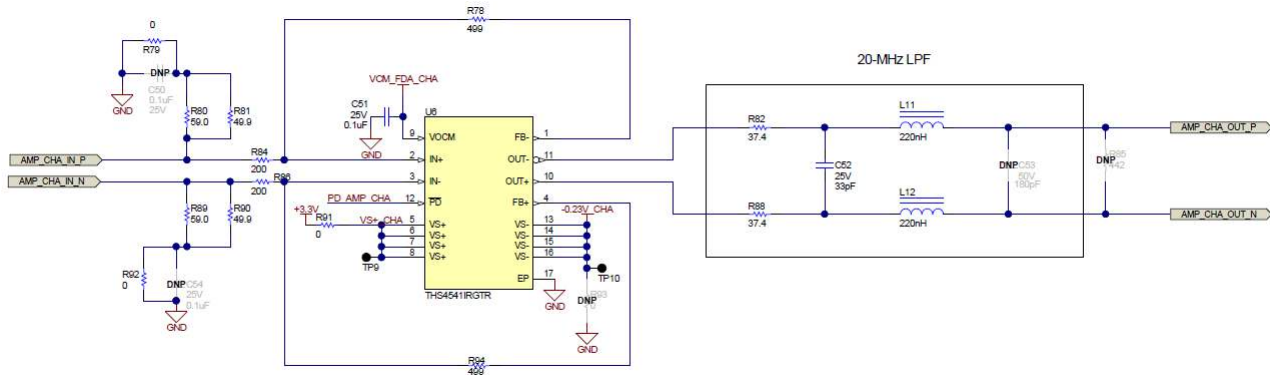 0
R79
DNP
C50
0.1uF
25V
GND
R80
59.0
R81
49.9
AMP_CHA_IN_P
AMP_CHA_IN_N
R84
200
R86
200
R89
59.0
R90
49.9
R92
0
DNP
C54
25V
0.1uF
GND
R78
499
VCM_FDA_CHA
C51
25V
0.1uF
GND
PD_AMP_CHA
+3.3V
R91
0
VS+_CHA
TP9
U6
9
VOCM
FB-
1
2
IN+
OUT-
11
3
IN-
OUT+
10
12
PD
FB+
4
5
VS+
VS-
13
6
VS+
VS-
14
7
VS+
VS-
15
8
VS+
VS-
16
EP
17
THS4541IRGTR
-0.23V_CHA
TP10
GND
DNP
R93
0
GND
R94
499
20-MHz LPF
R82
37.4
L11
220nH
C52
25V
33pF
DNP
C53
50V
180pF
R88
37.4
L12
220nH
DNP
R85
442
AMP_CHA_OUT_P
AMP_CHA_OUT_N